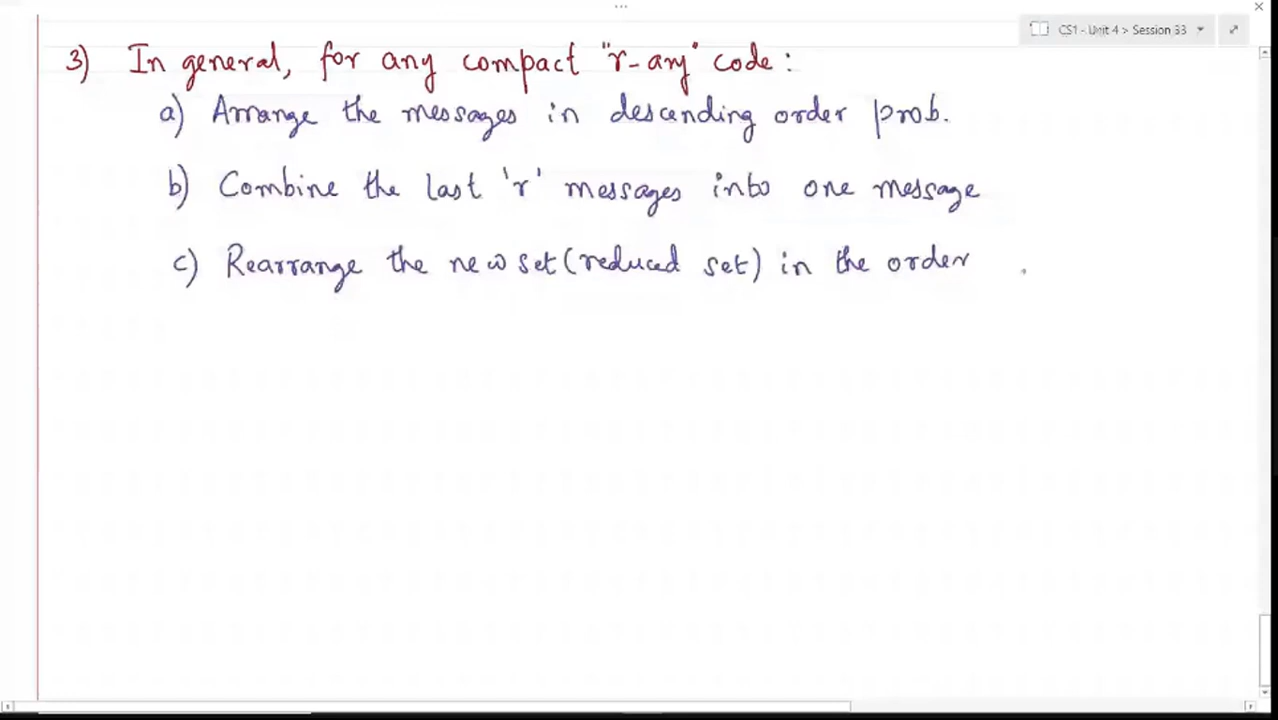 CS1 - Unit 4 > Session 33
3) In general, for any compact "r-any" code :
a) Arrange the messages in descending order prob.
b) Combine the last 'r' messages into one message
c) Rearrange the new set (reduced set) in the order